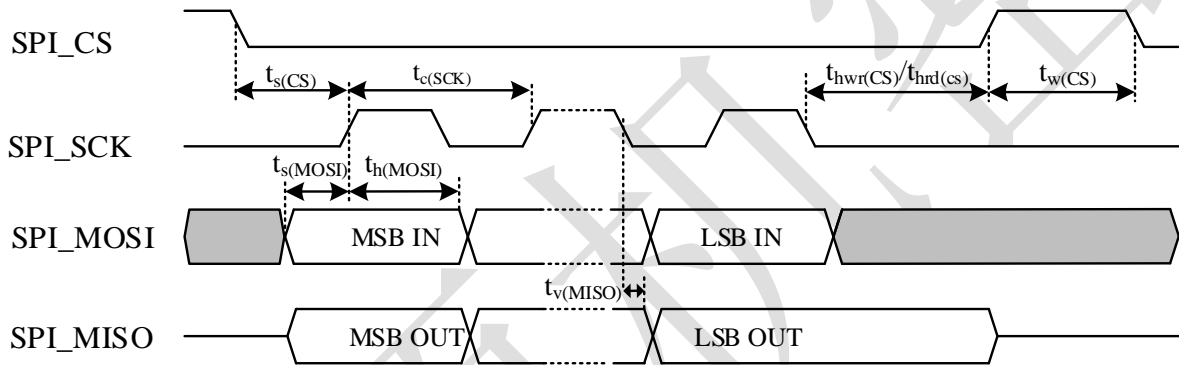 SPI_CS
t_s(CS) t_c(SCK) t_hwr(CS)/t_hrd(cs) t_w(CS)
SPI_SCK
t_s(MOSI) t_h(MOSI)
SPI_MOSI MSB IN LSB IN
t_v(MISO)
SPI_MISO MSB OUT LSB OUT